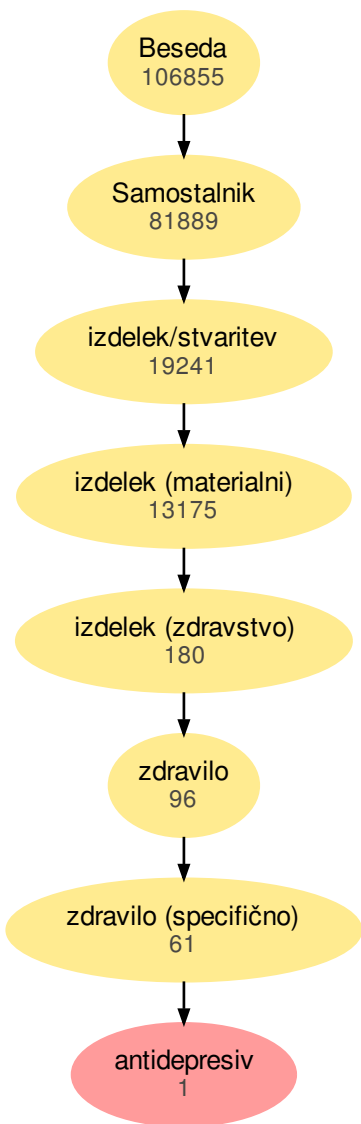 Beseda
106855
Samostalnik
81889
izdelek/stvaritev
19241
izdelek (materialni)
13175
izdelek (zdravstvo)
180
zdravilo
96
zdravilo (specifično)
61
antidepresiv
1